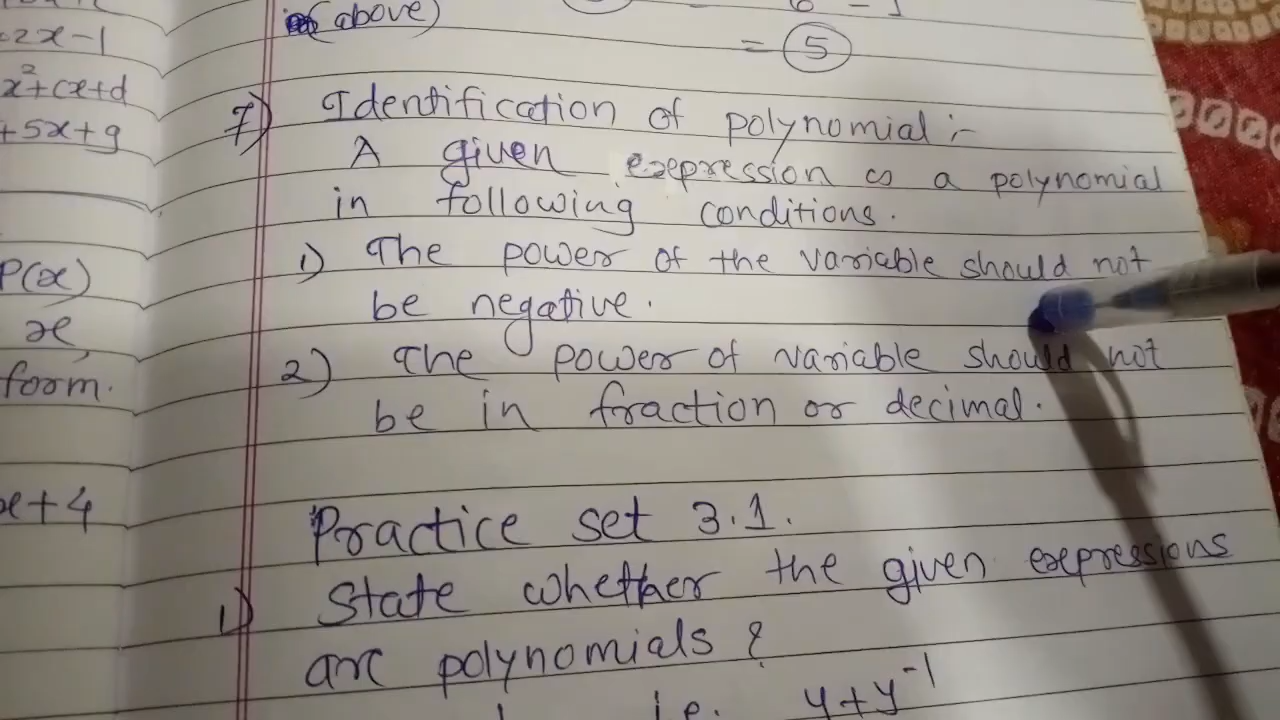 2x-1
x²+cx+d
+5x+g
P(x)
x,
form.
x+4
(above)
6 - 1
= 5
7) Identification of polynomial :-
A given expression is a polynomial
in following conditions.
1) The power of the variable should not
be negative.
2) The power of variable should not
be in fraction or decimal.
Practice set 3.1.
1) State whether the given expressions
are polynomials ?
i.e. y+y⁻¹